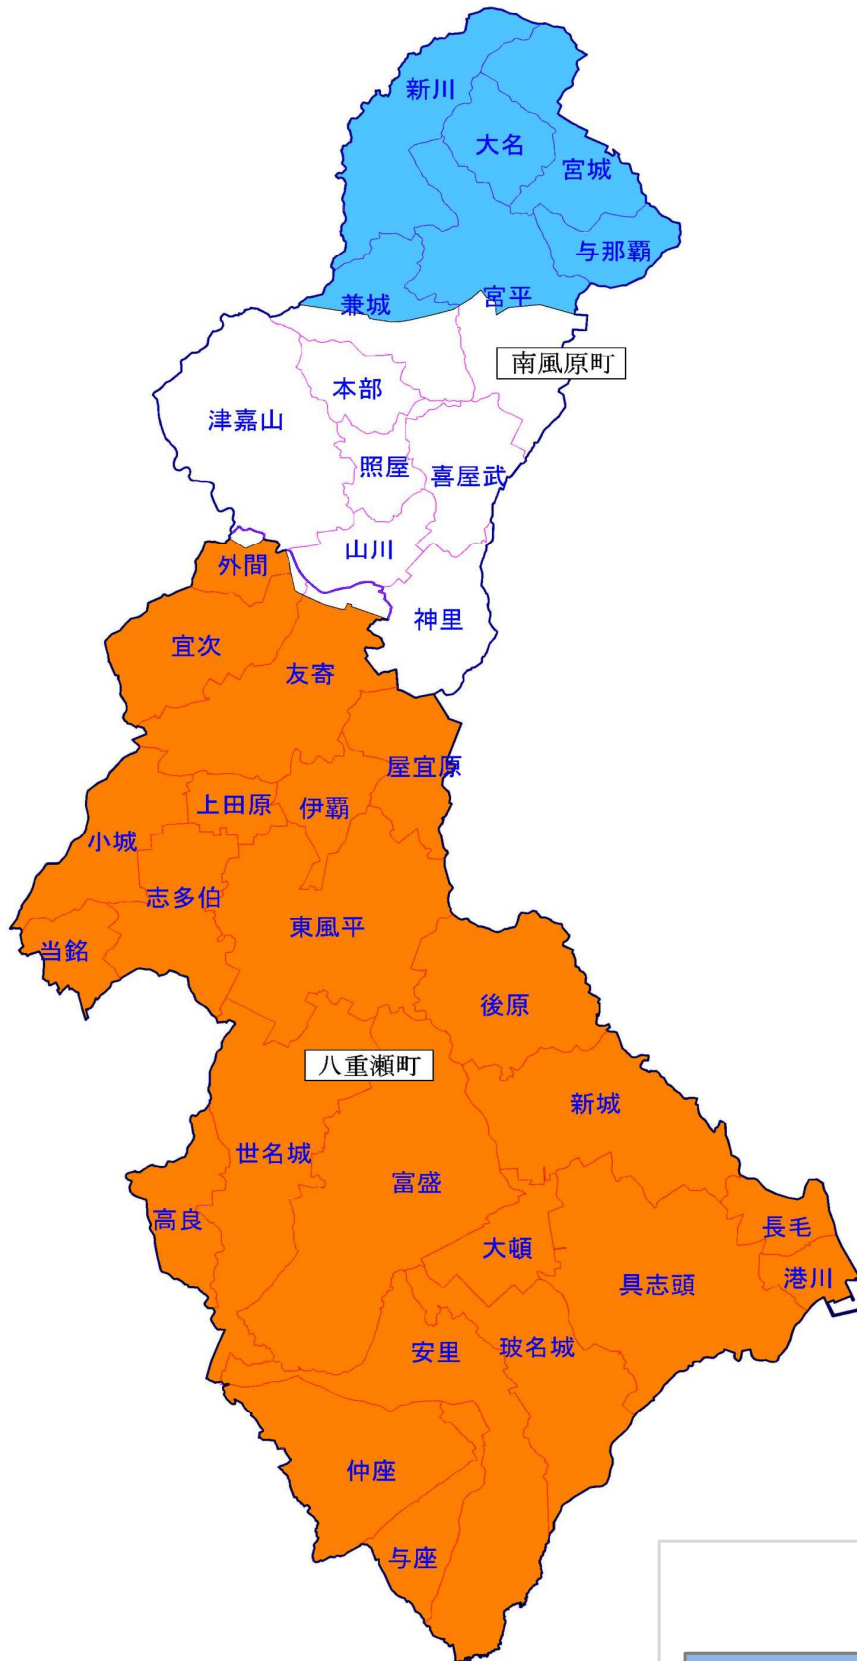 新川
大名
宮城
与那覇
兼城
宮平
南風原町
本部
津嘉山
照屋
喜屋武
山川
外間
神里
宜次
友寄
屋宜原
上田原
伊覇
小城
志多伯
東風平
当銘
後原
八重瀬町
新城
世名城
富盛
高良
長毛
大頓
港川
具志頭
安里
玻名城
仲座
与座